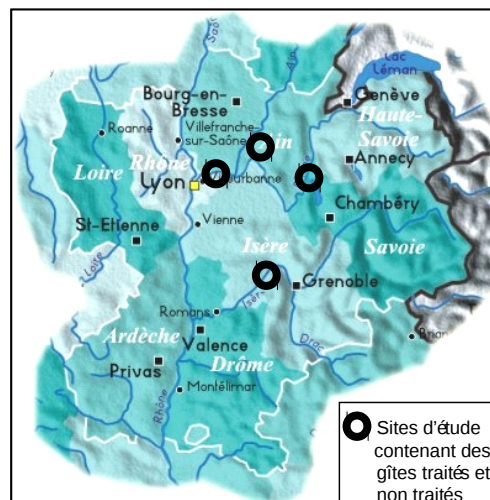 Saône
Ain
Lac
Léman
Bourg-en-
Bresse
Genève
Roanne
Villefranche-
sur-Saône
Haute-
Savoie
Annecy
Loire
Rhône
Lyon
Chambéry
Vienne
St-Etienne
Isère
Savoie
Loire
Grenoble
Isère
Romans
Ardèche
Valence
Drac
Privas
Drôme
Montélimar
Rhône
Sites d'étude
contenant des
gîtes traités et
non traités